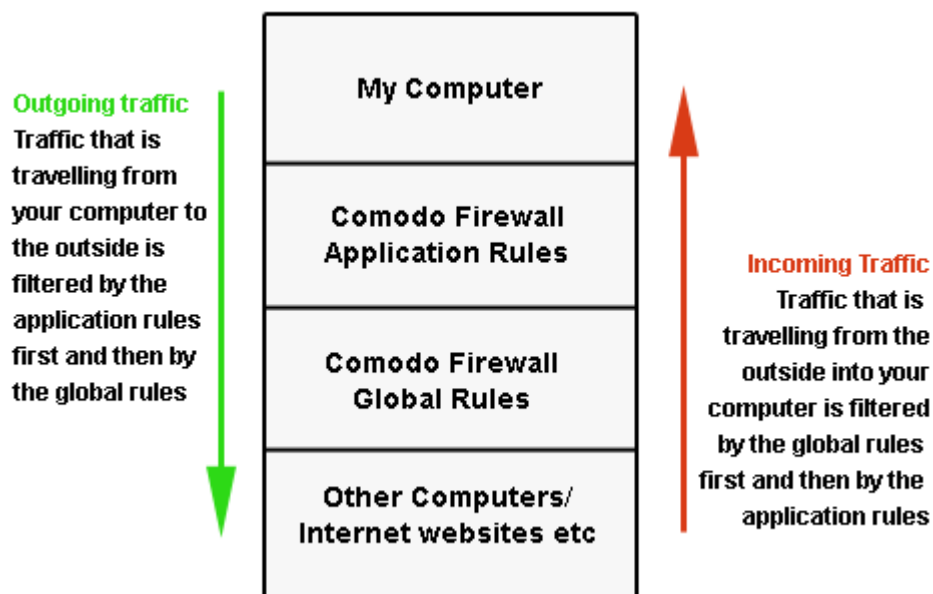 Outgoing traffic
Traffic that is
travelling from
your computer to
the outside is
filtered by the
application rules
first and then by
the global rules
My Computer
Comodo Firewall
Application Rules
Comodo Firewall
Global Rules
Other Computers/
Internet websites etc
Incoming Traffic
Traffic that is
travelling from the
outside into your
computer is filtered
by the global rules
first and then by the
application rules